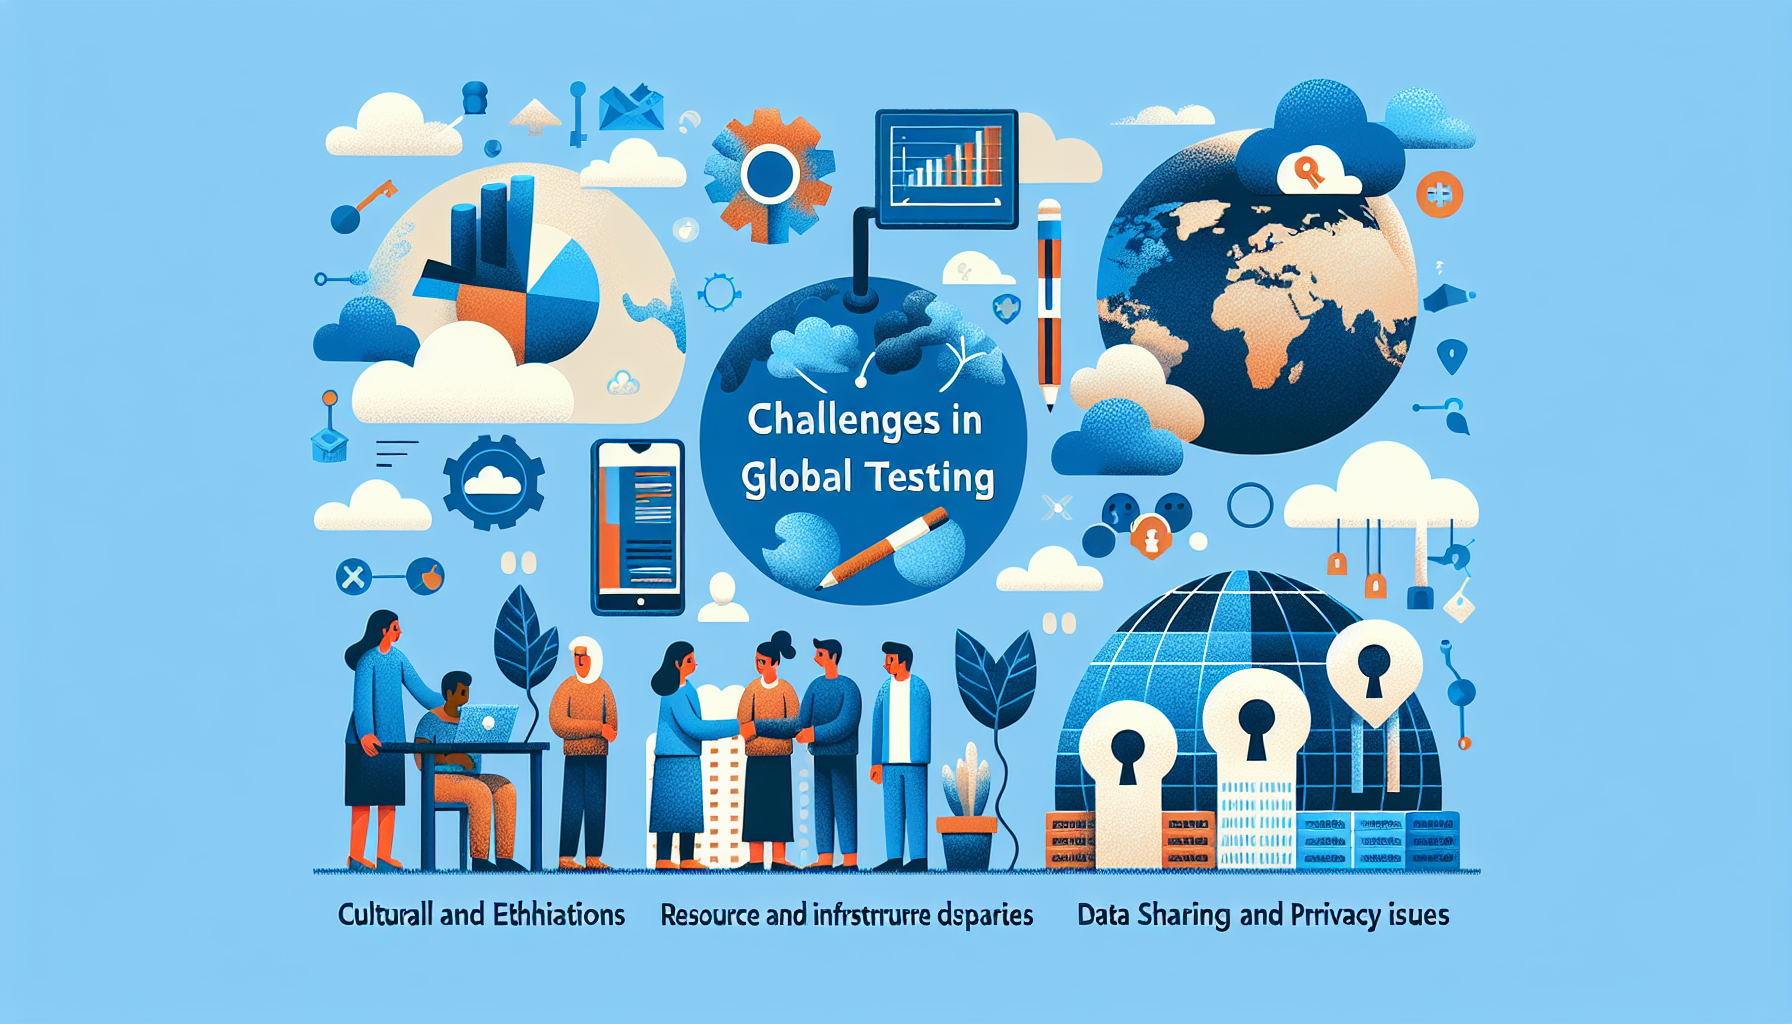 Challenges in
Global Testing
Culturall and Ethhiations
Resource and infrstrurre dsparies
Data Sharing and Prrivacy isues